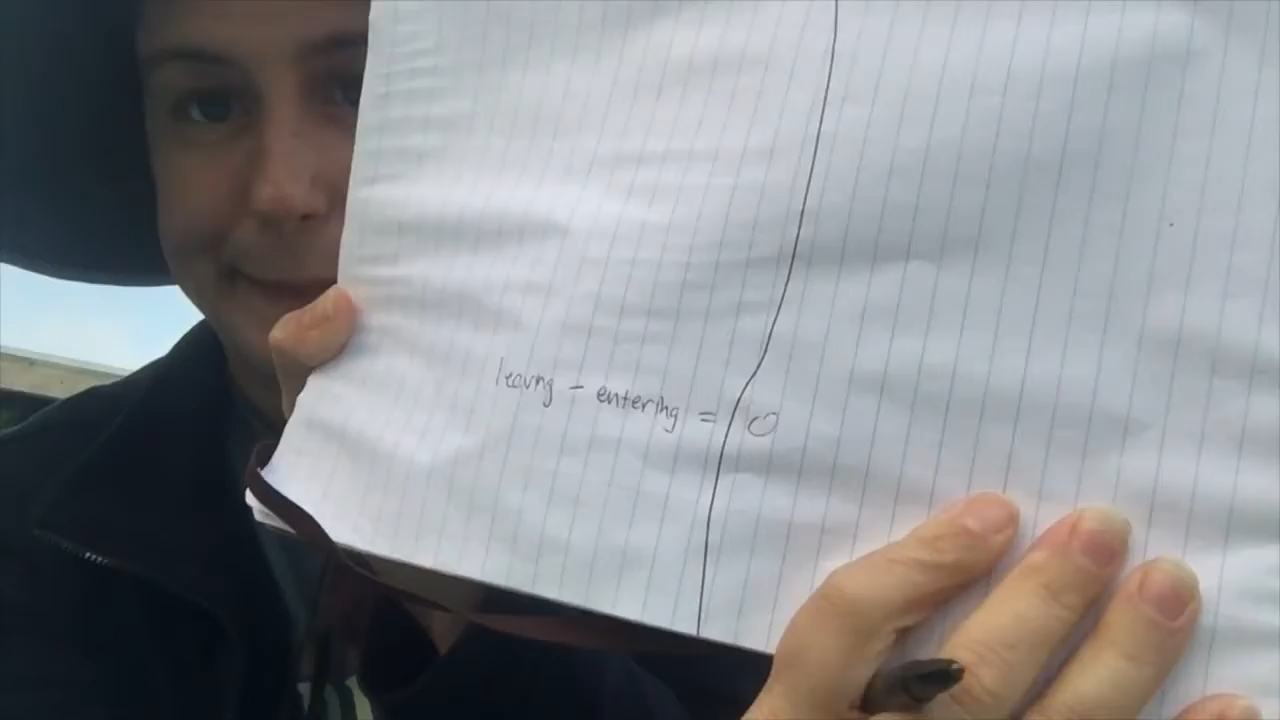 leaving - entering = 0